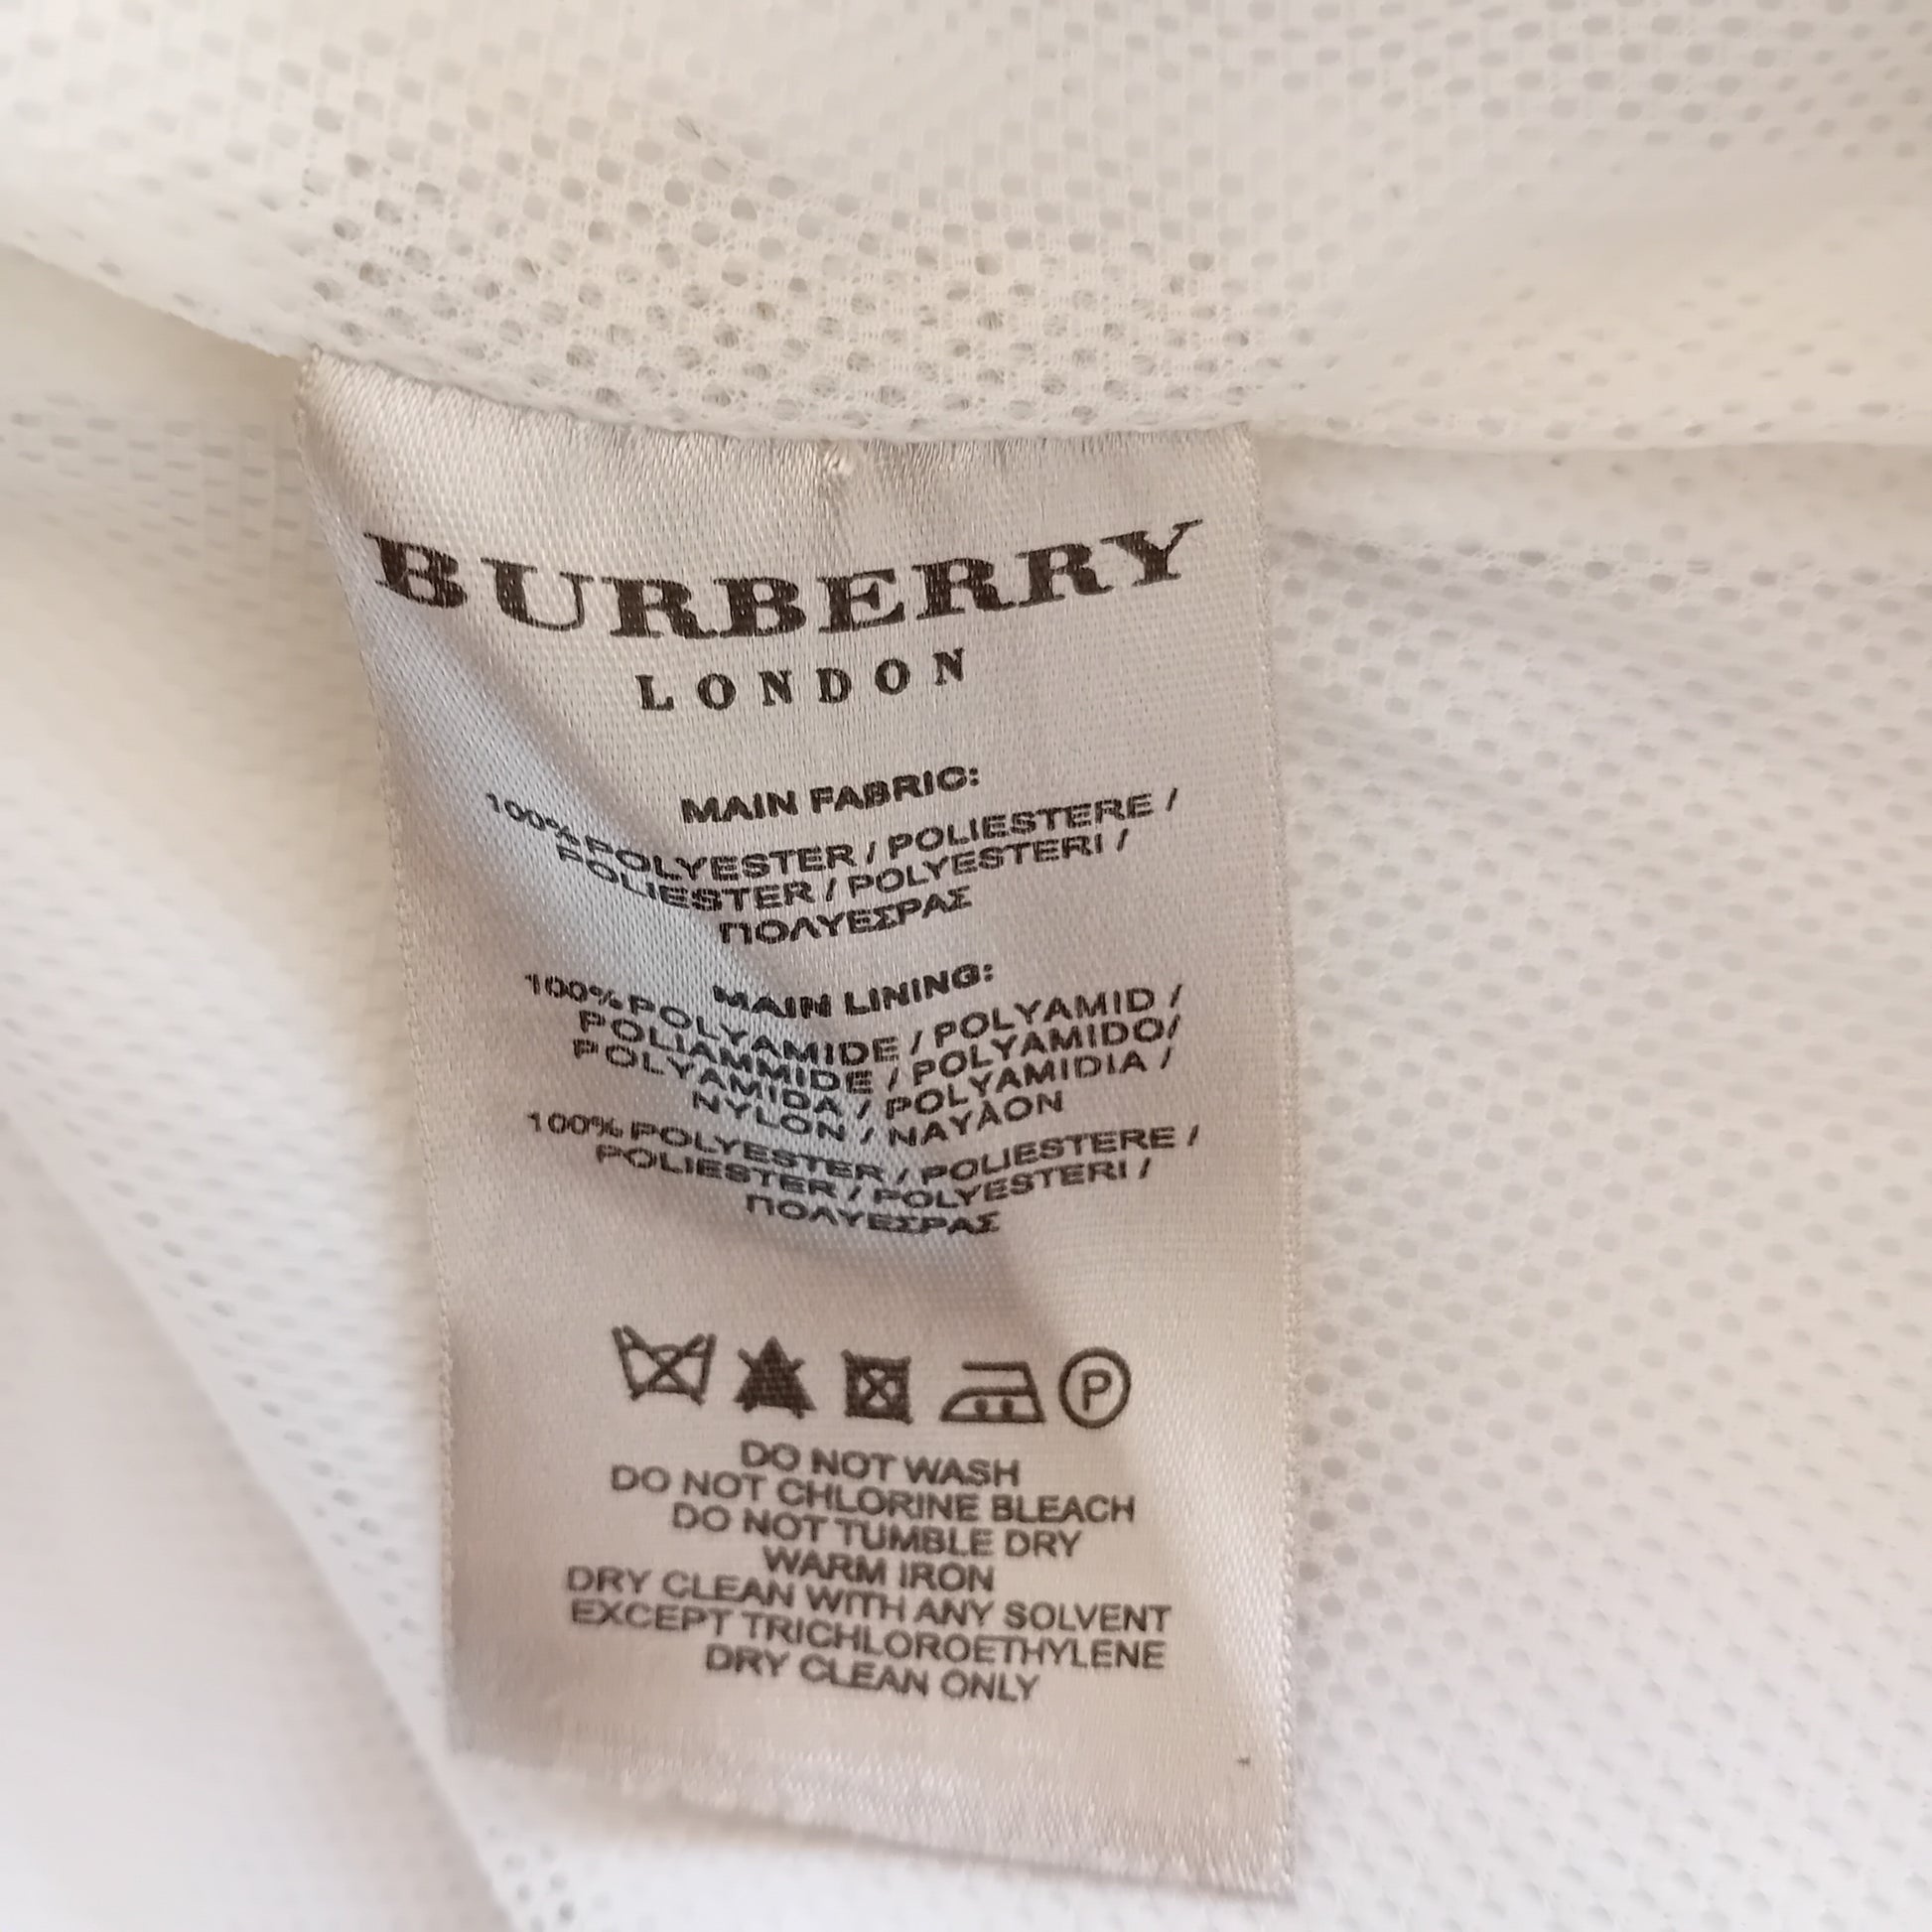 BURBERRY
LONDON
MAIN FABRIC:
100% POLYESTER / POLIESTERE /
POLIESTER / POLYESTERI /
ΠΟΛΥΕΣΡΑΣ
MAIN LINING:
100% POLYAMIDE / POLYAMID /
POLIAMMIDE / POLYAMIDO/
POLYAMIDA / POLYAMIDIA /
NYLON / NAYΛON
100% POLYESTER / POLIESTERE /
POLIESTER / POLYESTERI /
ΠΟΛΥΕΣΡΑΣ
P
DO NOT WASH
DO NOT CHLORINE BLEACH
DO NOT TUMBLE DRY
WARM IRON
DRY CLEAN WITH ANY SOLVENT
EXCEPT TRICHLOROETHYLENE
DRY CLEAN ONLY